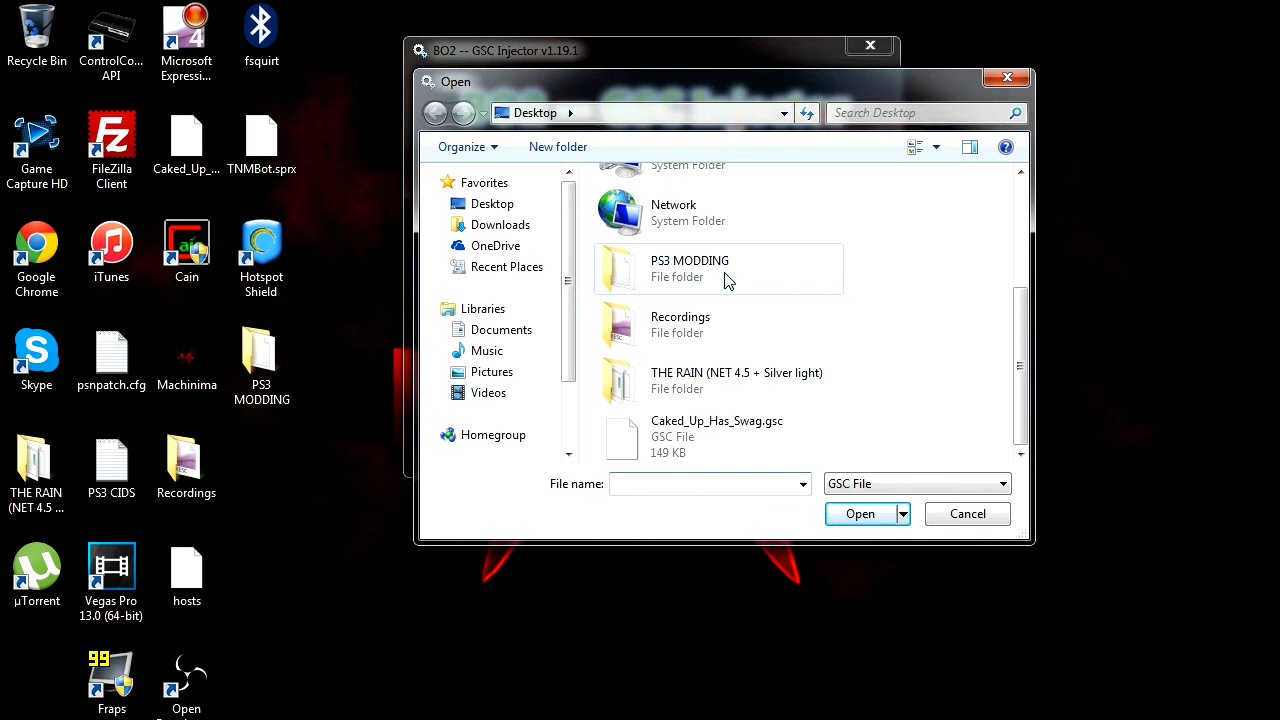 Recycle Bin
ControlCo...
API
Microsoft
Expressi...
4
fsquirt
Game
Capture HD
FileZilla
Client
Caked_Up_...
TNMBot.sprx
Google
Chrome
iTunes
Cain
Hotspot
Shield
Skype
psnpatch.cfg
Machinima
PS3
MODDING
THE RAIN
(NET 4.5 ...
PS3 CIDS
Recordings
µTorrent
Vegas Pro
13.0 (64-bit)
hosts
99
Fraps
Open
BO2 -- GSC Injector v1.19.1
Open
Desktop
Search Desktop
Organize
New folder
Favorites
Desktop
Downloads
OneDrive
Recent Places
Libraries
Documents
Music
Pictures
Videos
Homegroup
System Folder
Network
System Folder
PS3 MODDING
File folder
Recordings
File folder
THE RAIN (NET 4.5 + Silver light)
File folder
Caked_Up_Has_Swag.gsc
GSC File
149 KB
File name:
GSC File
Open
Cancel